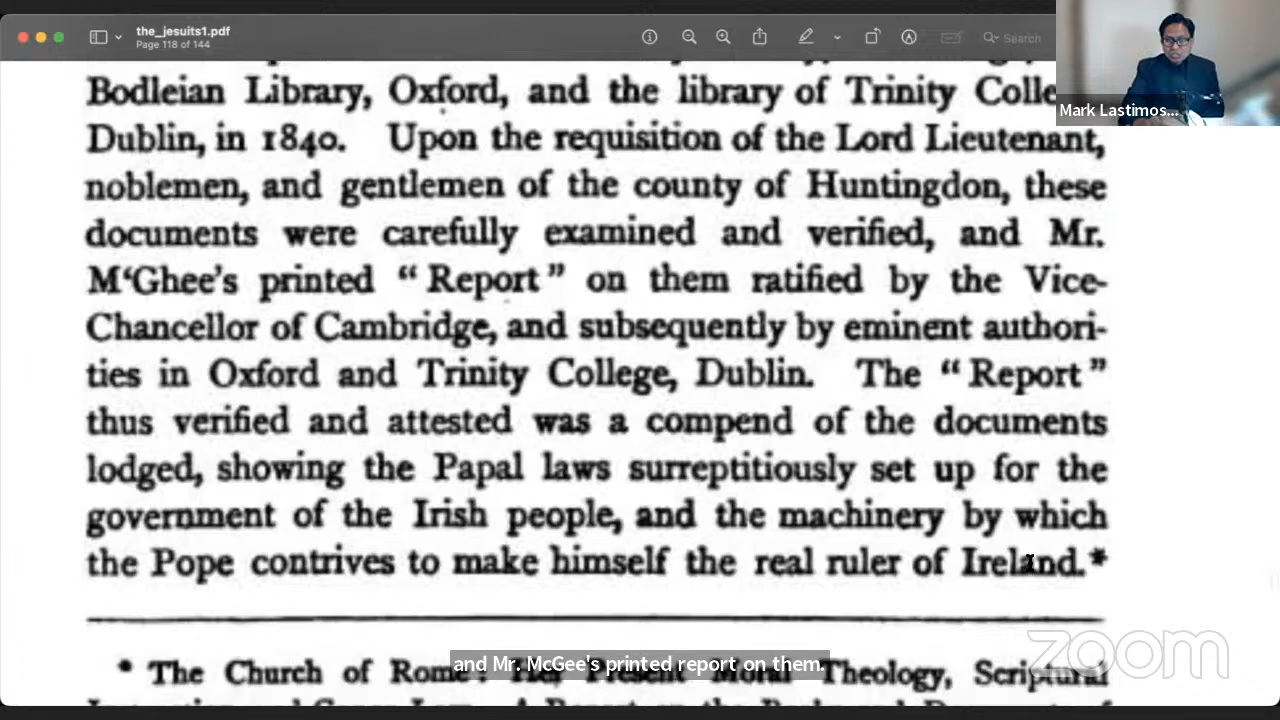 the_jesuits1.pdf
Page 118 of 144
Search
Mark Lastimos...
Bodleian Library, Oxford, and the library of Trinity Colle
Dublin, in 1840. Upon the requisition of the Lord Lieutenant,
noblemen, and gentlemen of the county of Huntingdon, these
documents were carefully examined and verified, and Mr.
M‘Ghee's printed “Report” on them ratified by the Vice-
Chancellor of Cambridge, and subsequently by eminent authori-
ties in Oxford and Trinity College, Dublin. The “Report”
thus verified and attested was a compend of the documents
lodged, showing the Papal laws surreptitiously set up for the
government of the Irish people, and the machinery by which
the Pope contrives to make himself the real ruler of Ireland.*
* The Church of Rome: Her Present Moral Theology, Scriptural
and Mr. McGee's printed report on them.
zoom